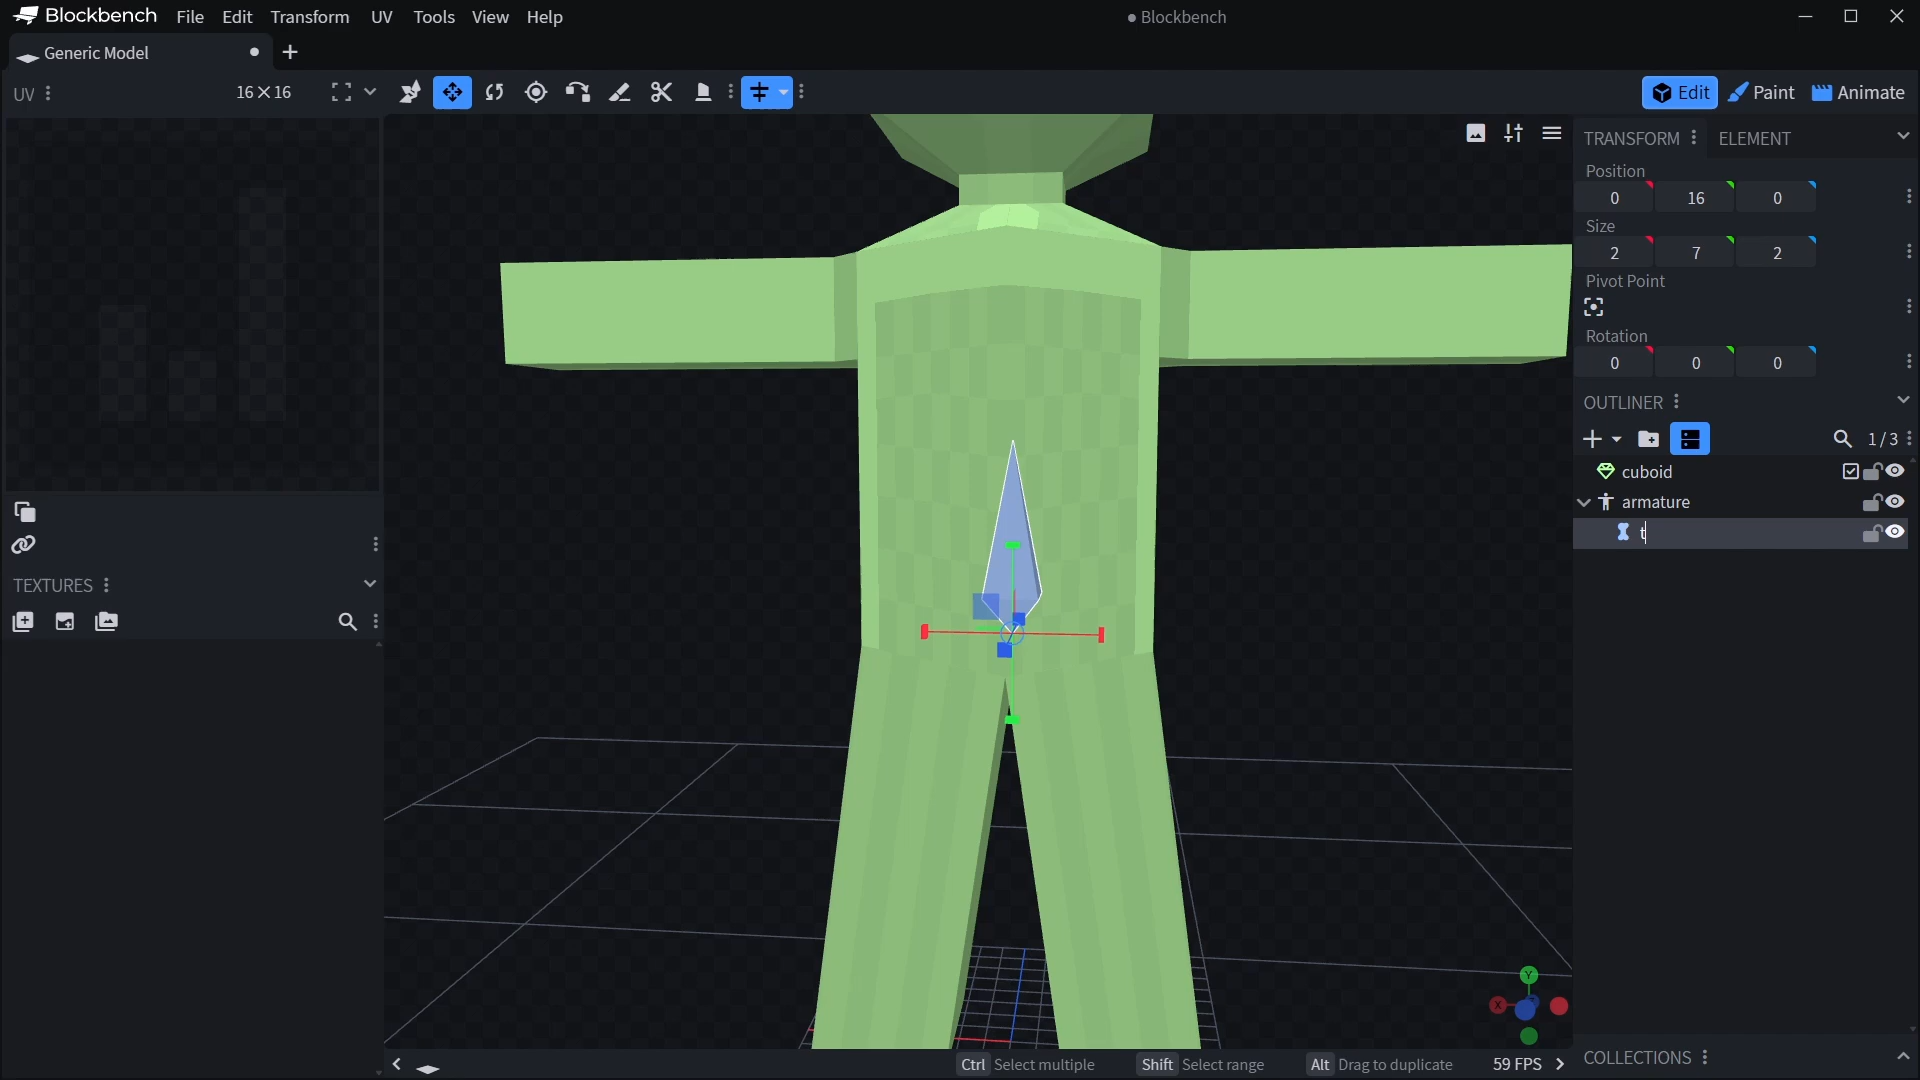 Blockbench
File Edit Transform UV Tools View Help
Blockbench
Generic Model
UV
16×16
Edit Paint Animate
TRANSFORM ELEMENT
Position
0 16 0
Size
2 7 2
Pivot Point
Rotation
0 0 0
OUTLINER
1/3
cuboid
armature
t
TEXTURES
Y
X
Ctrl Select multiple Shift Select range Alt Drag to duplicate 59 FPS
COLLECTIONS